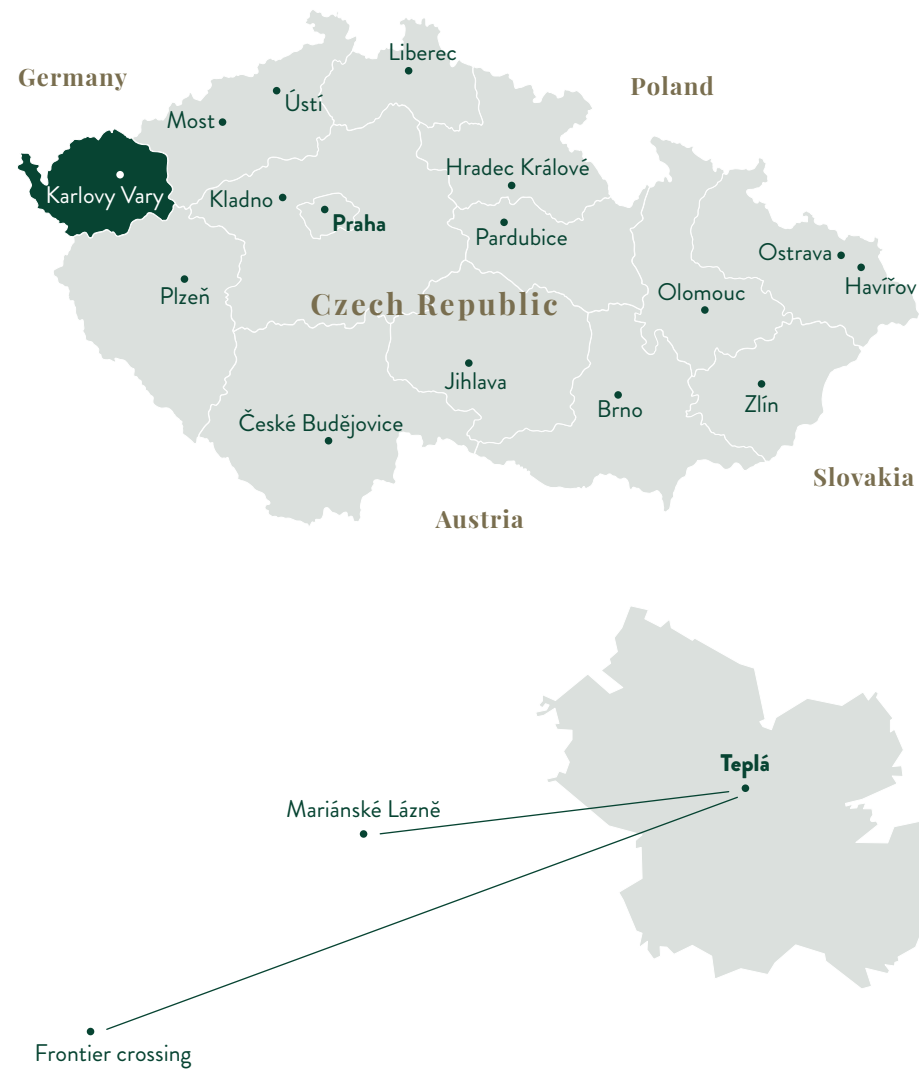 Liberec
Germany
Poland
Ústí
Most
Hradec Králové
Karlovy Vary
Kladno
Praha
Pardubice
Ostrava
Havířov
Plzeň
Olomouc
Czech Republic
Jihlava
Zlín
Brno
České Budějovice
Slovakia
Austria
Teplá
Mariánské Lázně
Frontier crossing